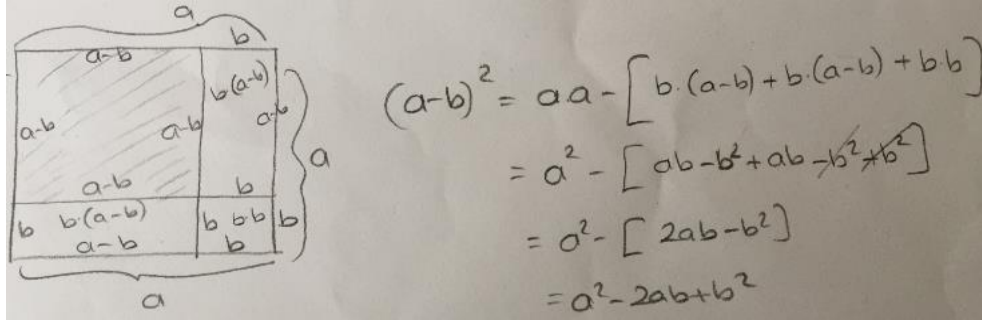 a
a-b b
b(a-b)
a-b a-b a-b a
a-b b
b b·(a-b) b b·b b
a-b b
a
(a-b)² = a.a - [b.(a-b) + b.(a-b) + b.b]
= a² - [ab - b² + ab - b² + b²]
= a² - [2ab - b²]
= a² - 2ab + b²